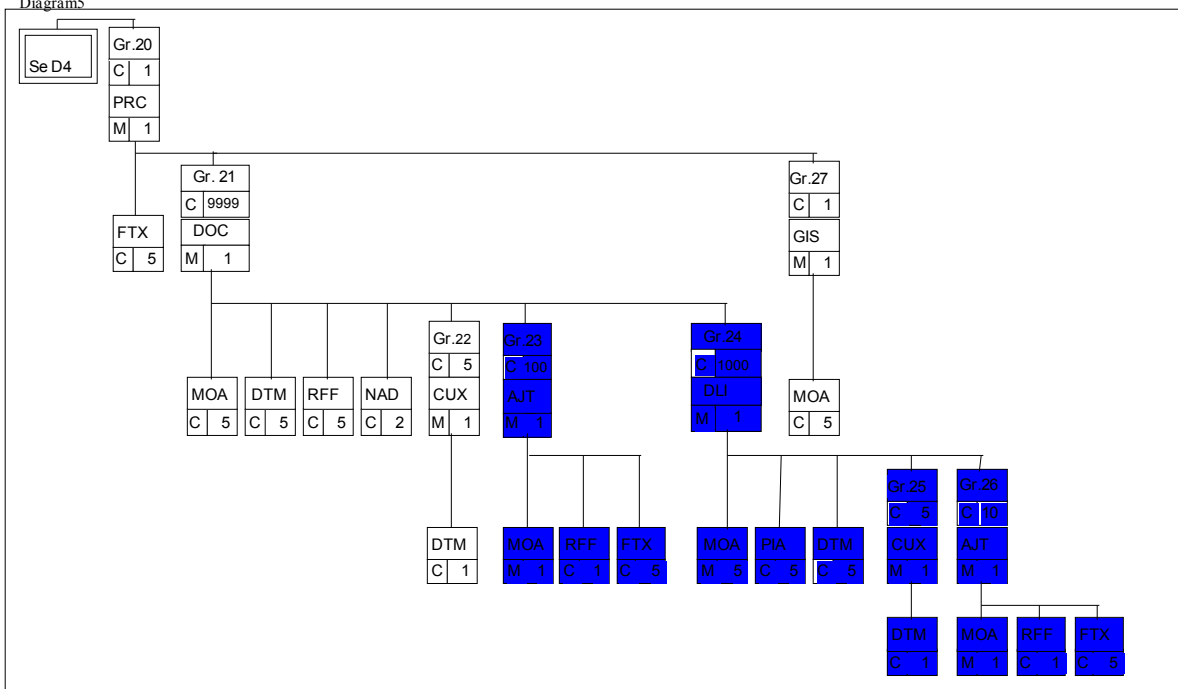 Diagram5
Se D4
Gr.20
C 1
PRC
M 1
FTX
C 5
Gr. 21
C 9999
DOC
M 1
Gr.27
C 1
GIS
M 1
MOA
C 5
DTM
C 5
RFF
C 5
NAD
C 2
Gr.22
C 5
CUX
M 1
Gr.23
C 100
AJT
M 1
Gr.24
C 1000
DLI
M 1
MOA
C 5
DTM
C 1
MOA
M 1
RFF
C 1
FTX
C 5
MOA
M 5
PIA
C 5
DTM
C 5
Gr.25
C 5
CUX
M 1
Gr.26
C 10
AJT
M 1
DTM
C 1
MOA
M 1
RFF
C 1
FTX
C 5